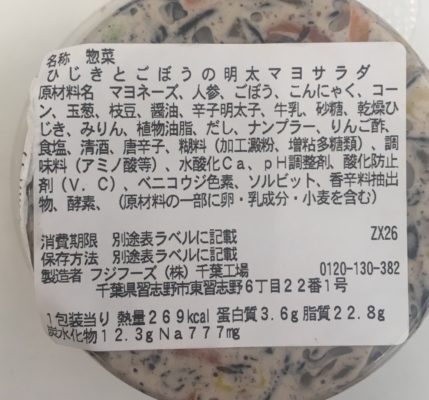 名称 惣菜
ひじきとごぼうの明太マヨサラダ
原材料名 マヨネーズ、人参、ごぼう、こんにゃく、コー
ン、玉葱、枝豆、醤油、辛子明太子、牛乳、砂糖、乾燥ひ
じき、みりん、植物油脂、だし、ナンプラー、りんご酢、
食塩、清酒、唐辛子、糊料(加工澱粉、増粘多糖類)、調
味料(アミノ酸等)、水酸化Ca、pH調整剤、酸化防止
剤(V.C)、ベニコウジ色素、ソルビット、香辛料抽出
物、酵素、(原材料の一部に卵・乳成分・小麦を含む)
消費期限 別途表ラベルに記載 ZX26
保存方法 別途表ラベルに記載
製造者 フジフーズ(株)千葉工場 0120-130-382
千葉県習志野市東習志野6丁目22番1号
1包装当り 熱量269kcal 蛋白質3.6g 脂質22.8g
炭水化物12.3g Na777mg